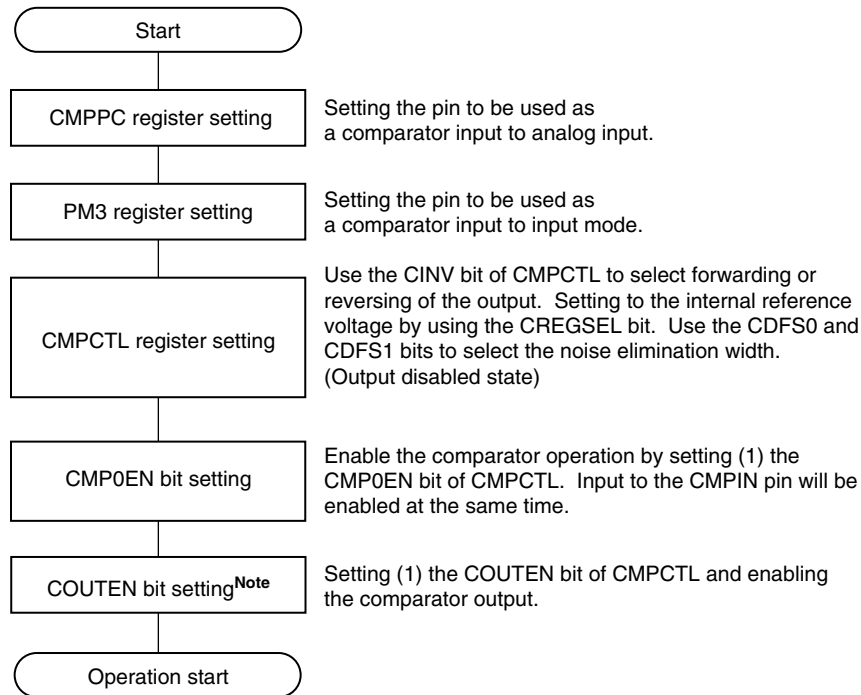 Start
CMPPC register setting
Setting the pin to be used as
a comparator input to analog input.
PM3 register setting
Setting the pin to be used as
a comparator input to input mode.
CMPCTL register setting
Use the CINV bit of CMPCTL to select forwarding or
reversing of the output. Setting to the internal reference
voltage by using the CREGSEL bit. Use the CDFS0 and
CDFS1 bits to select the noise elimination width.
(Output disabled state)
CMP0EN bit setting
Enable the comparator operation by setting (1) the
CMP0EN bit of CMPCTL. Input to the CMPIN pin will be
enabled at the same time.
COUTEN bit setting Note
Setting (1) the COUTEN bit of CMPCTL and enabling
the comparator output.
Operation start